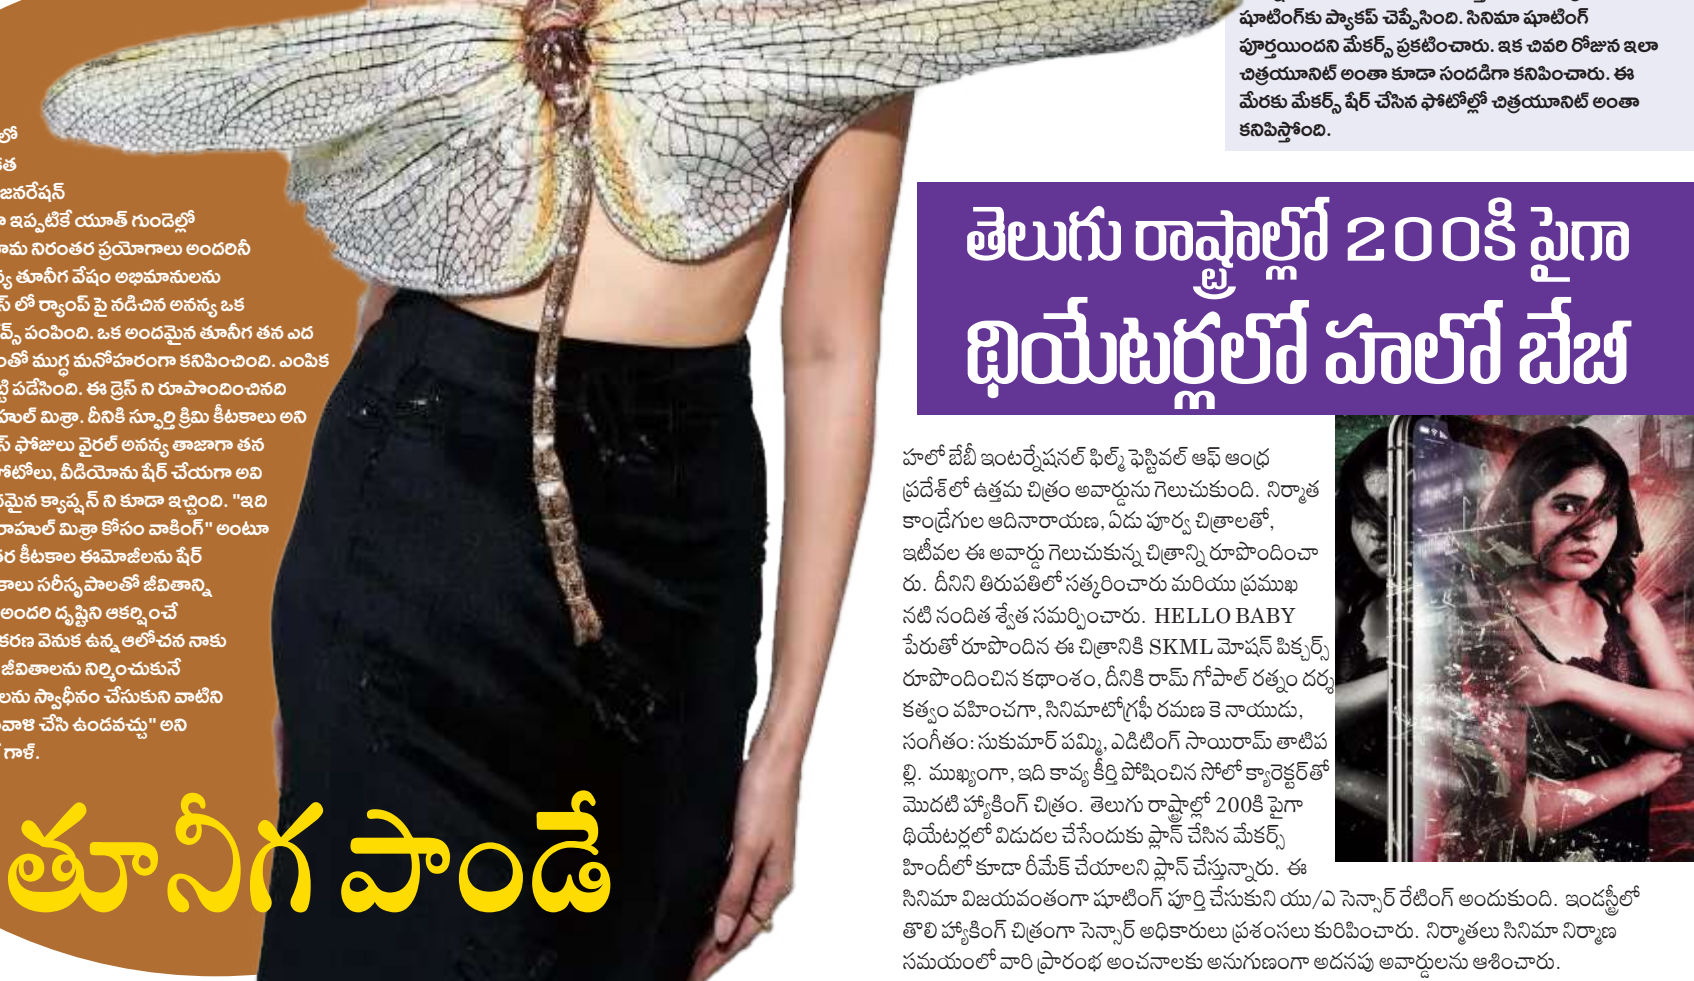 లో
జనరేషన్
ఇప్పటికే యూత్ గుండెల్లో
నిరంతర ప్రయోగాలు అందరినీ
తూనీగ వేషం అభిమానులను
లో ర్యాంప్ పై నడిచిన అనన్య ఒక
పంపింది. ఒక అందమైన తూనీగ తన ఎద
ముగ్ధ మనోహరంగా కనిపించింది. ఎంపిక
పడేసింది. ఈ డ్రెస్ ని రూపొందించినది
మిశ్రా. దీనికి స్ఫూర్తి క్రిమి కీటకాలు అని
ఫోజులు వైరల్ అనన్య తాజాగా తన
వీడియోను షేర్ చేయగా అవి
క్యాప్షన్ ని కూడా ఇచ్చింది. "ఇది
రాహుల్ మిశ్రా కోసం వాకింగ్" అంటూ
కీటకాల ఈమోజీలను షేర్
సరీసృపాలతో జీవితాన్ని
అందరి దృష్టిని ఆకర్షించే
వెనుక ఉన్న ఆలోచన నాకు
జీవితాలను నిర్మించుకునే
స్వాధీనం చేసుకుని వాటిని
చేసి ఉండవచ్చు" అని
గాళ్.
తూనీగ పాండే
షూటింగ్‌కు ప్యాకప్ చెప్పేసింది. సినిమా షూటింగ్
పూర్తయిందని మేకర్స్ ప్రకటించారు. ఇక చివరి రోజున ఇలా
చిత్రయూనిట్ అంతా కూడా సందడిగా కనిపించారు. ఈ
మేరకు మేకర్స్ షేర్ చేసిన ఫోటోల్లో చిత్రయూనిట్ అంతా
కనిపిస్తోంది.
తెలుగు రాష్ట్రాల్లో 200కి పైగా
థియేటర్లలో హలో బేబీ
హలో బేబీ ఇంటర్నేషనల్ ఫిల్మ్ ఫెస్టివల్ ఆఫ్ ఆంధ్ర
ప్రదేశ్‌లో ఉత్తమ చిత్రం అవార్డును గెలుచుకుంది. నిర్మాత
కాండ్రేగుల ఆదినారాయణ, ఏడు పూర్వ చిత్రాలతో,
ఇటీవల ఈ అవార్డు గెలుచుకున్న చిత్రాన్ని రూపొందించా
రు. దీనిని తిరుపతిలో సత్కరించారు మరియు ప్రముఖ
నటి నందిత శ్వేత సమర్పించారు. HELLO BABY
పేరుతో రూపొందిన ఈ చిత్రానికి SKML మోషన్ పిక్చర్స్
రూపొందించిన కథాంశం, దీనికి రామ్ గోపాల్ రత్నం దర్శ
కత్వం వహించగా, సినిమాటోగ్రఫీ రమణ కె నాయుడు,
సంగీతం: సుకుమార్ పమ్మి, ఎడిటింగ్ సాయిరామ్ తాటిప
ల్లి. ముఖ్యంగా, ఇది కావ్య కీర్తి పోషించిన సోలో క్యారెక్టర్‌తో
మొదటి హ్యాకింగ్ చిత్రం. తెలుగు రాష్ట్రాల్లో 200కి పైగా
థియేటర్లలో విడుదల చేసేందుకు ప్లాన్ చేసిన మేకర్స్
హిందీలో కూడా రీమేక్ చేయాలని ప్లాన్ చేస్తున్నారు. ఈ
సినిమా విజయవంతంగా షూటింగ్ పూర్తి చేసుకుని యు/ఎ సెన్సార్ రేటింగ్ అందుకుంది. ఇండస్ట్రీలో
తొలి హ్యాకింగ్ చిత్రంగా సెన్సార్ అధికారులు ప్రశంసలు కురిపించారు. నిర్మాతలు సినిమా నిర్మాణ
సమయంలో వారి ప్రారంభ అంచనాలకు అనుగుణంగా అదనపు అవార్డులను ఆశించారు.